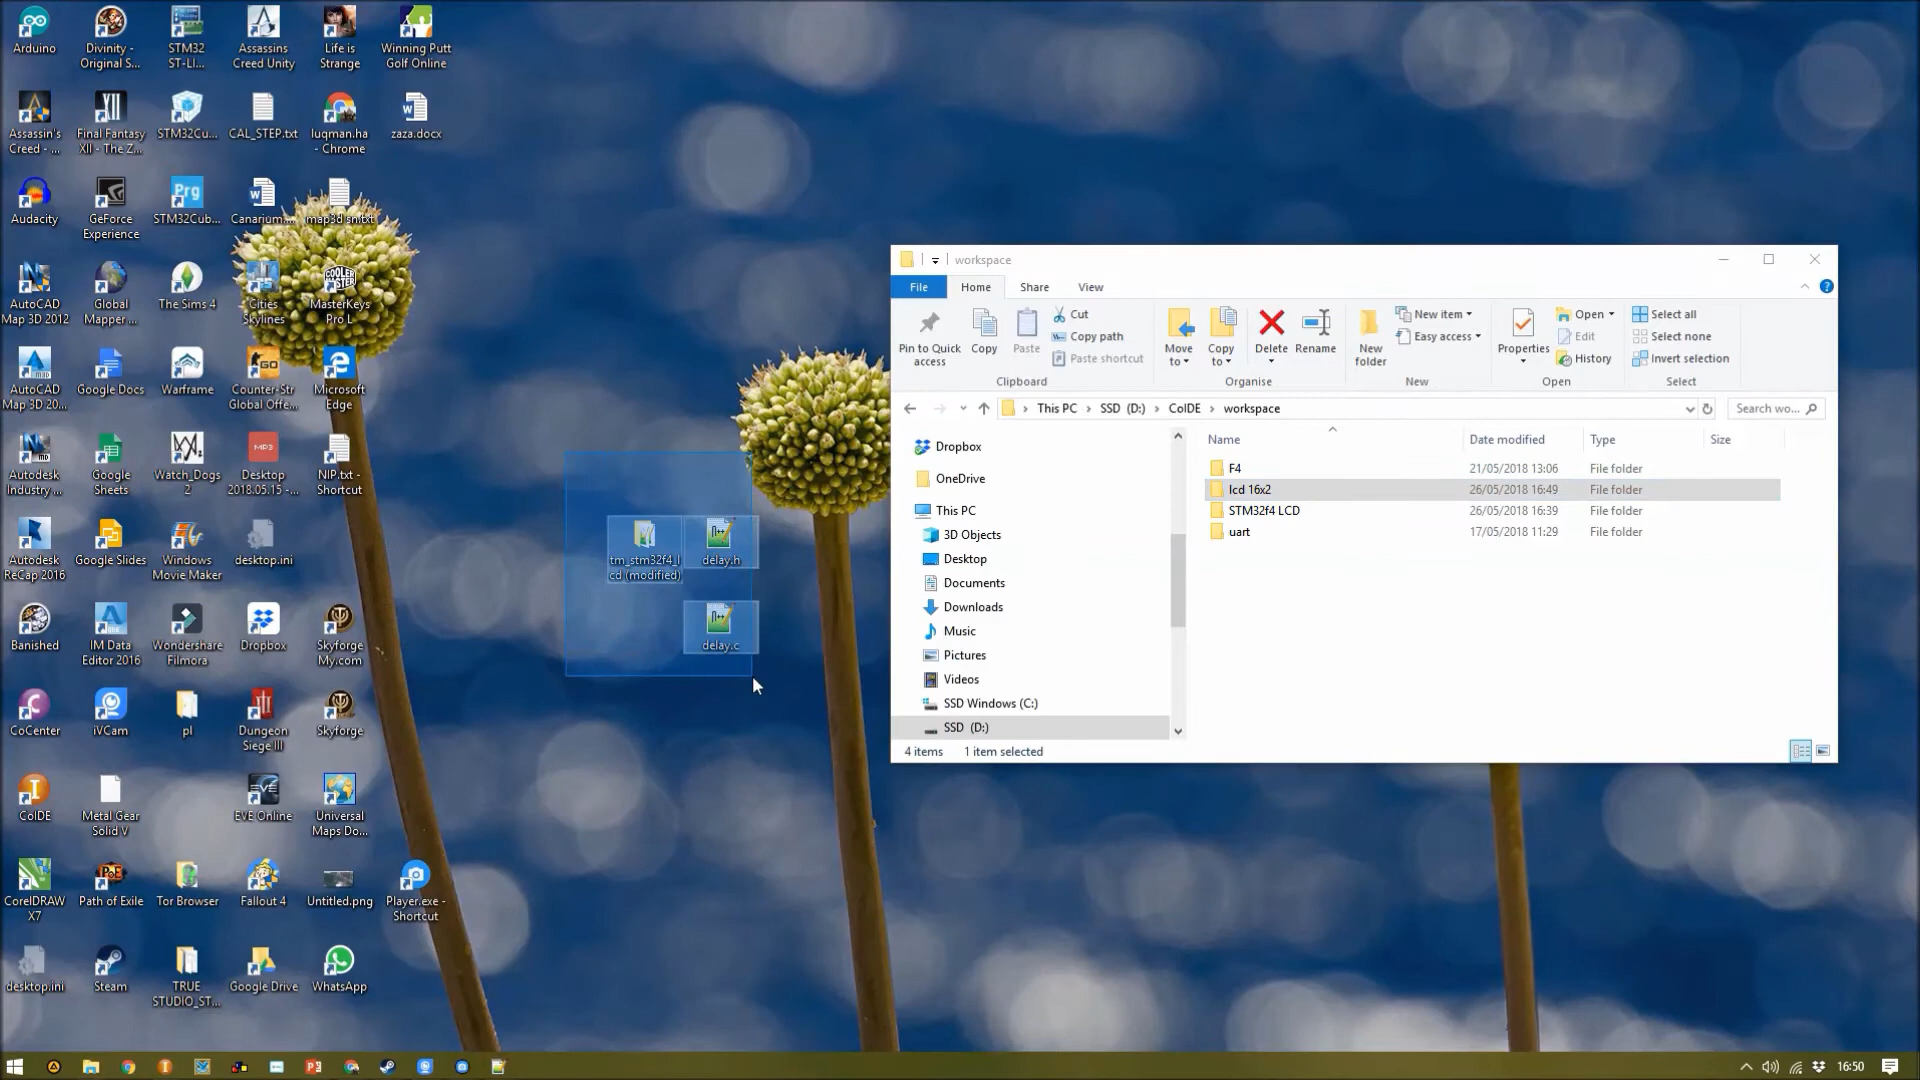 Arduino
Divinity -
Original S...
STM32
ST-LI...
Assassins
Creed Unity
Life is
Strange
Winning Putt
Golf Online
Assassin's
Creed - ...
Final Fantasy
XII - The Z...
STM32Cu...
CAL_STEP.txt
luqman.ha
- Chrome
zaza.docx
Audacity
GeForce
Experience
STM32Cub...
Canarium....
map3d sn.txt
AutoCAD
Map 3D 2012
Global
Mapper ...
The Sims 4
Cities
Skylines
MasterKeys
Pro L
AutoCAD
Map 3D 20...
Google Docs
Warframe
Counter-Str
Global Offe...
Microsoft
Edge
Autodesk
Industry ...
Google
Sheets
Watch_Dogs
2
Desktop
2018.05.15 -...
NIP.txt -
Shortcut
Autodesk
ReCap 2016
Google Slides
Windows
Movie Maker
desktop.ini
Banished
IM Data
Editor 2016
Wondershare
Filmora
Dropbox
Skyforge
My.com
CoCenter
iVCam
pl
Dungeon
Siege III
Skyforge
CoIDE
Metal Gear
Solid V
EVE Online
Universal
Maps Do...
CorelDRAW
X7
Path of Exile
Tor Browser
Fallout 4
Untitled.png
Player.exe -
Shortcut
desktop.ini
Steam
TRUE
STUDIO_ST...
Google Drive
WhatsApp
tm_stm32f4_l
cd (modified)
delay.h
delay.c
workspace
File Home Share View
Pin to Quick
access
Copy
Paste
Cut
Copy path
Paste shortcut
Clipboard
Move
to
Copy
to
Delete
Rename
Organise
New
folder
New item
Easy access
New
Properties
Open
Edit
History
Open
Select all
Select none
Invert selection
Select
This PC > SSD (D:) > CoIDE > workspace
Search wo...
Dropbox
OneDrive
This PC
3D Objects
Desktop
Documents
Downloads
Music
Pictures
Videos
SSD Windows (C:)
SSD (D:)
Name Date modified Type Size
F4 21/05/2018 13:06 File folder
lcd 16x2 26/05/2018 16:49 File folder
STM32f4 LCD 26/05/2018 16:39 File folder
uart 17/05/2018 11:29 File folder
4 items 1 item selected
16:50